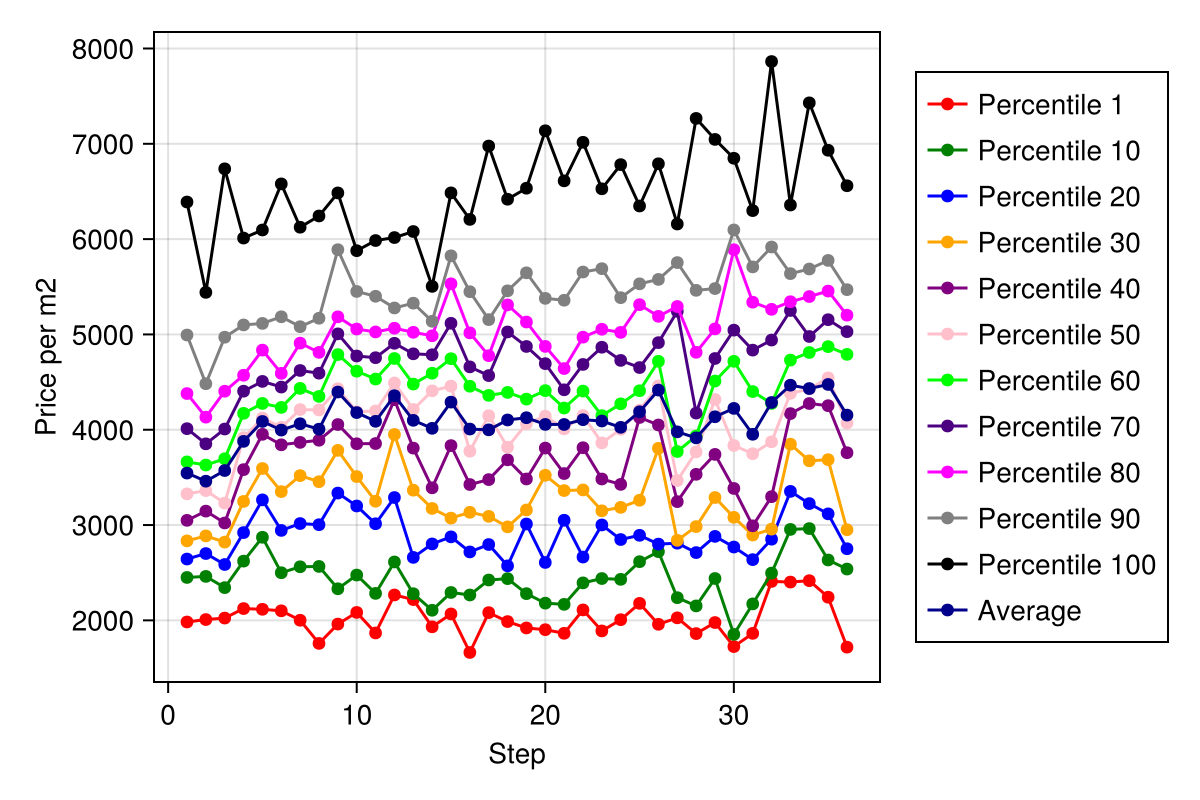 8000
7000
6000
5000
4000
3000
2000
Price per m2
0 10 20 30
Step
Percentile 1
Percentile 10
Percentile 20
Percentile 30
Percentile 40
Percentile 50
Percentile 60
Percentile 70
Percentile 80
Percentile 90
Percentile 100
Average